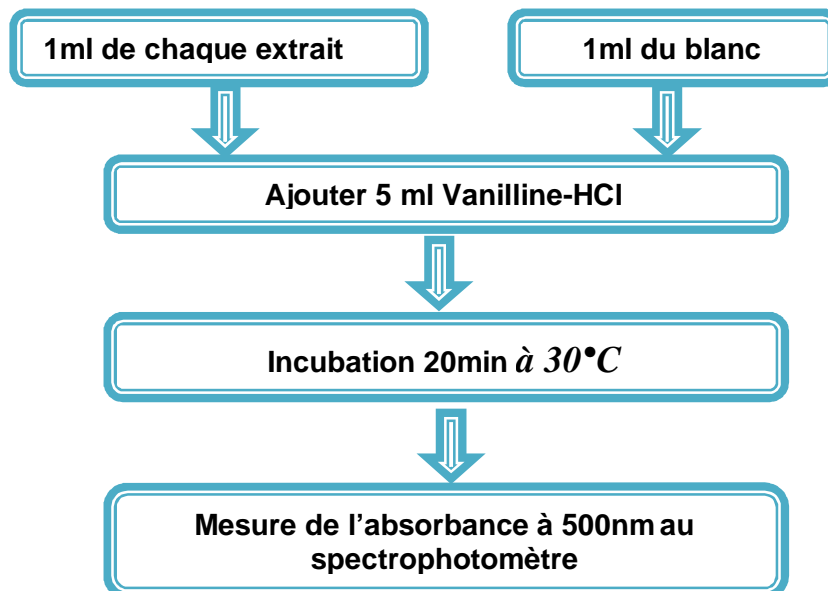 1ml de chaque extrait
1ml du blanc
Ajouter 5 ml Vanilline-HCl
Incubation 20min à 30•C
Mesure de l’absorbance à 500nm au
spectrophotomètre